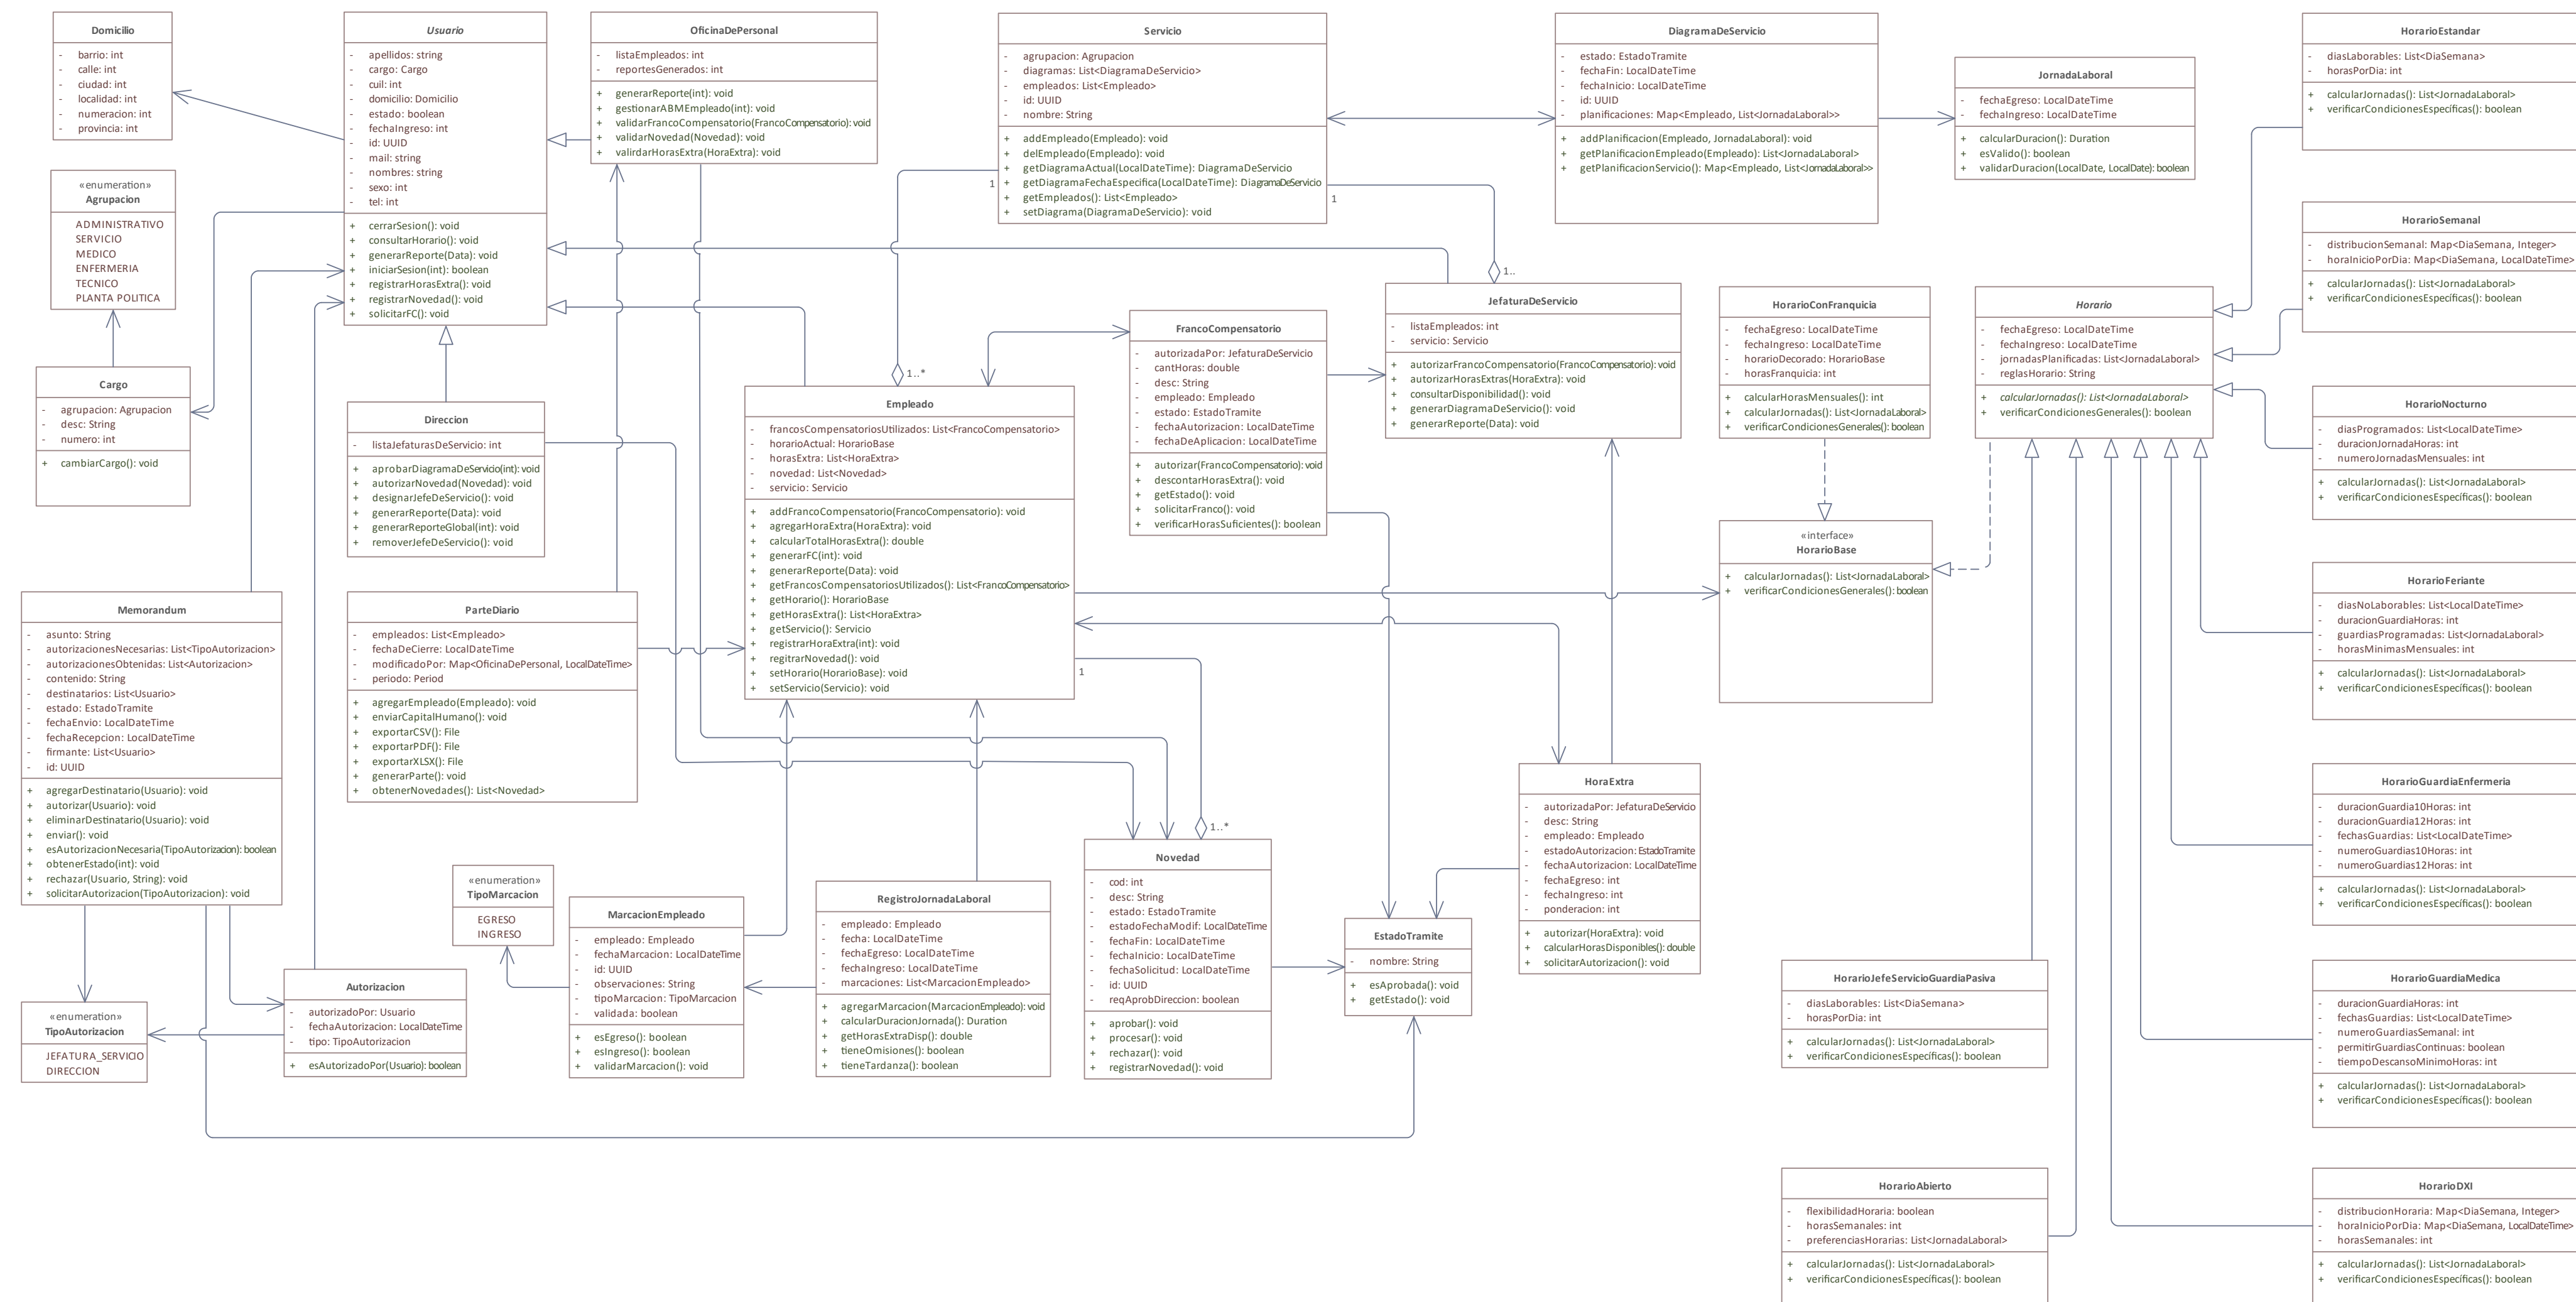 Domicilio
- barrio: int
- calle: int
- ciudad: int
- localidad: int
- numeracion: int
- provincia: int
«enumeration»
Agrupacion
ADMINISTRATIVO
SERVICIO
MEDICO
ENFERMERIA
TECNICO
PLANTA POLITICA
Cargo
- agrupacion: Agrupacion
- desc: String
- numero: int
+ cambiarCargo(): void
Usuario
- apellidos: string
- cargo: Cargo
- cuil: int
- domicilio: Domicilio
- estado: boolean
- fechaIngreso: int
- id: UUID
- mail: string
- nombres: string
- sexo: int
- tel: int
+ cerrarSesion(): void
+ consultarHorario(): void
+ generarReporte(Data): void
+ iniciarSesion(int): boolean
+ registrarHorasExtra(): void
+ registrarNovedad(): void
+ solicitarFC(): void
OficinaDePersonal
- listaEmpleados: int
- reportesGenerados: int
+ generarReporte(int): void
+ gestionarABMEmpleado(int): void
+ validarFrancoCompensatorio(FrancoCompensatorio): void
+ validarNovedad(Novedad): void
+ valirdarHorasExtra(HoraExtra): void
Servicio
- agrupacion: Agrupacion
- diagramas: List<DiagramaDeServicio>
- empleados: List<Empleado>
- id: UUID
- nombre: String
+ addEmpleado(Empleado): void
+ delEmpleado(Empleado): void
+ getDiagramaActual(LocalDateTime): DiagramaDeServicio
+ getDiagramaFechaEspecifica(LocalDateTime): DiagramaDeServicio
+ getEmpleados(): List<Empleado>
+ setDiagrama(DiagramaDeServicio): void
1
1
DiagramaDeServicio
- estado: EstadoTramite
- fechaFin: LocalDateTime
- fechaInicio: LocalDateTime
- id: UUID
- planificaciones: Map<Empleado, List<JornadaLaboral>>
+ addPlanificacion(Empleado, JornadaLaboral): void
+ getPlanificacionEmpleado(Empleado): List<JornadaLaboral>
+ getPlanificacionServicio(): Map<Empleado, List<JornadaLaboral>>
JornadaLaboral
- fechaEgreso: LocalDateTime
- fechaIngreso: LocalDateTime
+ calcularDuracion(): Duration
+ esValido(): boolean
+ validarDuracion(LocalDate, LocalDate): boolean
HorarioEstandar
- diasLaborables: List<DiaSemana>
- horasPorDia: int
+ calcularJornadas(): List<JornadaLaboral>
+ verificarCondicionesEspecíficas(): boolean
HorarioSemanal
- distribucionSemanal: Map<DiaSemana, Integer>
- horaInicioPorDia: Map<DiaSemana, LocalDateTime>
+ calcularJornadas(): List<JornadaLaboral>
+ verificarCondicionesEspecíficas(): boolean
1..
JefaturaDeServicio
- listaEmpleados: int
- servicio: Servicio
+ autorizarFrancoCompensatorio(FrancoCompensatorio): void
+ autorizarHorasExtras(HoraExtra): void
+ consultarDisponibilidad(): void
+ generarDiagramaDeServicio(): void
+ generarReporte(Data): void
HorarioConFranquicia
- fechaEgreso: LocalDateTime
- fechaIngreso: LocalDateTime
- horarioDecorado: HorarioBase
- horasFranquicia: int
+ calcularHorasMensuales(): int
+ calcularJornadas(): List<JornadaLaboral>
+ verificarCondicionesGenerales(): boolean
Horario
- fechaEgreso: LocalDateTime
- fechaIngreso: LocalDateTime
- jornadasPlanificadas: List<JornadaLaboral>
- reglasHorario: String
+ calcularJornadas(): List<JornadaLaboral>
+ verificarCondicionesGenerales(): boolean
FrancoCompensatorio
- autorizadaPor: JefaturaDeServicio
- cantHoras: double
- desc: String
- empleado: Empleado
- estado: EstadoTramite
- fechaAutorizacion: LocalDateTime
- fechaDeAplicacion: LocalDateTime
+ autorizar(FrancoCompensatorio): void
+ descontarHorasExtra(): void
+ getEstado(): void
+ solicitarFranco(): void
+ verificarHorasSuficientes(): boolean
1..*
Empleado
- francosCompensatoriosUtilizados: List<FrancoCompensatorio>
- horarioActual: HorarioBase
- horasExtra: List<HoraExtra>
- novedad: List<Novedad>
- servicio: Servicio
+ addFrancoCompensatorio(FrancoCompensatorio): void
+ agregarHoraExtra(HoraExtra): void
+ calcularTotalHorasExtra(): double
+ generarFC(int): void
+ generarReporte(Data): void
+ getFrancosCompensatoriosUtilizados(): List<FrancoCompensatorio>
+ getHorario(): HorarioBase
+ getHorasExtra(): List<HoraExtra>
+ getServicio(): Servicio
+ registrarHoraExtra(int): void
+ regitrarNovedad(): void
+ setHorario(HorarioBase): void
+ setServicio(Servicio): void
1
Direccion
- listaJefaturasDeServicio: int
+ aprobarDiagramaDeServicio(int): void
+ autorizarNovedad(Novedad): void
+ designarJefeDeServicio(): void
+ generarReporte(Data): void
+ generarReporteGlobal(int): void
+ removerJefeDeServicio(): void
HorarioNocturno
- diasProgramados: List<LocalDateTime>
- duracionJornadaHoras: int
- numeroJornadasMensuales: int
+ calcularJornadas(): List<JornadaLaboral>
+ verificarCondicionesEspecíficas(): boolean
«interface»
HorarioBase
+ calcularJornadas(): List<JornadaLaboral>
+ verificarCondicionesGenerales(): boolean
HorarioFeriante
- diasNoLaborables: List<LocalDateTime>
- duracionGuardiaHoras: int
- guardiasProgramadas: List<JornadaLaboral>
- horasMinimasMensuales: int
+ calcularJornadas(): List<JornadaLaboral>
+ verificarCondicionesEspecíficas(): boolean
Memorandum
- asunto: String
- autorizacionesNecesarias: List<TipoAutorizacion>
- autorizacionesObtenidas: List<Autorizacion>
- contenido: String
- destinatarios: List<Usuario>
- estado: EstadoTramite
- fechaEnvio: LocalDateTime
- fechaRecepcion: LocalDateTime
- firmante: List<Usuario>
- id: UUID
+ agregarDestinatario(Usuario): void
+ autorizar(Usuario): void
+ eliminarDestinatario(Usuario): void
+ enviar(): void
+ esAutorizacionNecesaria(TipoAutorizacion): boolean
+ obtenerEstado(int): void
+ rechazar(Usuario, String): void
+ solicitarAutorizacion(TipoAutorizacion): void
ParteDiario
- empleados: List<Empleado>
- fechaDeCierre: LocalDateTime
- modificadoPor: Map<OficinaDePersonal, LocalDateTime>
- periodo: Period
+ agregarEmpleado(Empleado): void
+ enviarCapitalHumano(): void
+ exportarCSV(): File
+ exportarPDF(): File
+ exportarXLSX(): File
+ generarParte(): void
+ obtenerNovedades(): List<Novedad>
HoraExtra
- autorizadaPor: JefaturaDeServicio
- desc: String
- empleado: Empleado
- estadoAutorizacion: EstadoTramite
- fechaAutorizacion: LocalDateTime
- fechaEgreso: int
- fechaIngreso: int
- ponderacion: int
+ autorizar(HoraExtra): void
+ calcularHorasDisponibles(): double
+ solicitarAutorizacion(): void
HorarioGuardiaEnfermeria
- duracionGuardia10Horas: int
- duracionGuardia12Horas: int
- fechasGuardias: List<LocalDateTime>
- numeroGuardias10Horas: int
- numeroGuardias12Horas: int
+ calcularJornadas(): List<JornadaLaboral>
+ verificarCondicionesEspecíficas(): boolean
1..*
Novedad
- cod: int
- desc: String
- estado: EstadoTramite
- estadoFechaModif: LocalDateTime
- fechaFin: LocalDateTime
- fechaInicio: LocalDateTime
- fechaSolicitud: LocalDateTime
- id: UUID
- reqAprobDireccion: boolean
+ aprobar(): void
+ procesar(): void
+ rechazar(): void
+ registrarNovedad(): void
«enumeration»
TipoMarcacion
EGRESO
INGRESO
MarcacionEmpleado
- empleado: Empleado
- fechaMarcacion: LocalDateTime
- id: UUID
- observaciones: String
- tipoMarcacion: TipoMarcacion
- validada: boolean
+ esEgreso(): boolean
+ esIngreso(): boolean
+ validarMarcacion(): void
RegistroJornadaLaboral
- empleado: Empleado
- fecha: LocalDateTime
- fechaEgreso: LocalDateTime
- fechaIngreso: LocalDateTime
- marcaciones: List<MarcacionEmpleado>
+ agregarMarcacion(MarcacionEmpleado): void
+ calcularDuracionJornada(): Duration
+ getHorasExtraDisp(): double
+ tieneOmisiones(): boolean
+ tieneTardanza(): boolean
EstadoTramite
- nombre: String
+ esAprobada(): void
+ getEstado(): void
«enumeration»
TipoAutorizacion
JEFATURA_SERVICIO
DIRECCION
Autorizacion
- autorizadoPor: Usuario
- fechaAutorizacion: LocalDateTime
- tipo: TipoAutorizacion
+ esAutorizadoPor(Usuario): boolean
HorarioJefeServicioGuardiaPasiva
- diasLaborables: List<DiaSemana>
- horasPorDia: int
+ calcularJornadas(): List<JornadaLaboral>
+ verificarCondicionesEspecíficas(): boolean
HorarioGuardiaMedica
- duracionGuardiaHoras: int
- fechasGuardias: List<LocalDateTime>
- numeroGuardiasSemanal: int
- permitirGuardiasContinuas: boolean
- tiempoDescansoMinimoHoras: int
+ calcularJornadas(): List<JornadaLaboral>
+ verificarCondicionesEspecíficas(): boolean
HorarioAbierto
- flexibilidadHoraria: boolean
- horasSemanales: int
- preferenciasHorarias: List<JornadaLaboral>
+ calcularJornadas(): List<JornadaLaboral>
+ verificarCondicionesEspecíficas(): boolean
HorarioDXI
- distribucionHoraria: Map<DiaSemana, Integer>
- horaInicioPorDia: Map<DiaSemana, LocalDateTime>
- horasSemanales: int
+ calcularJornadas(): List<JornadaLaboral>
+ verificarCondicionesEspecíficas(): boolean